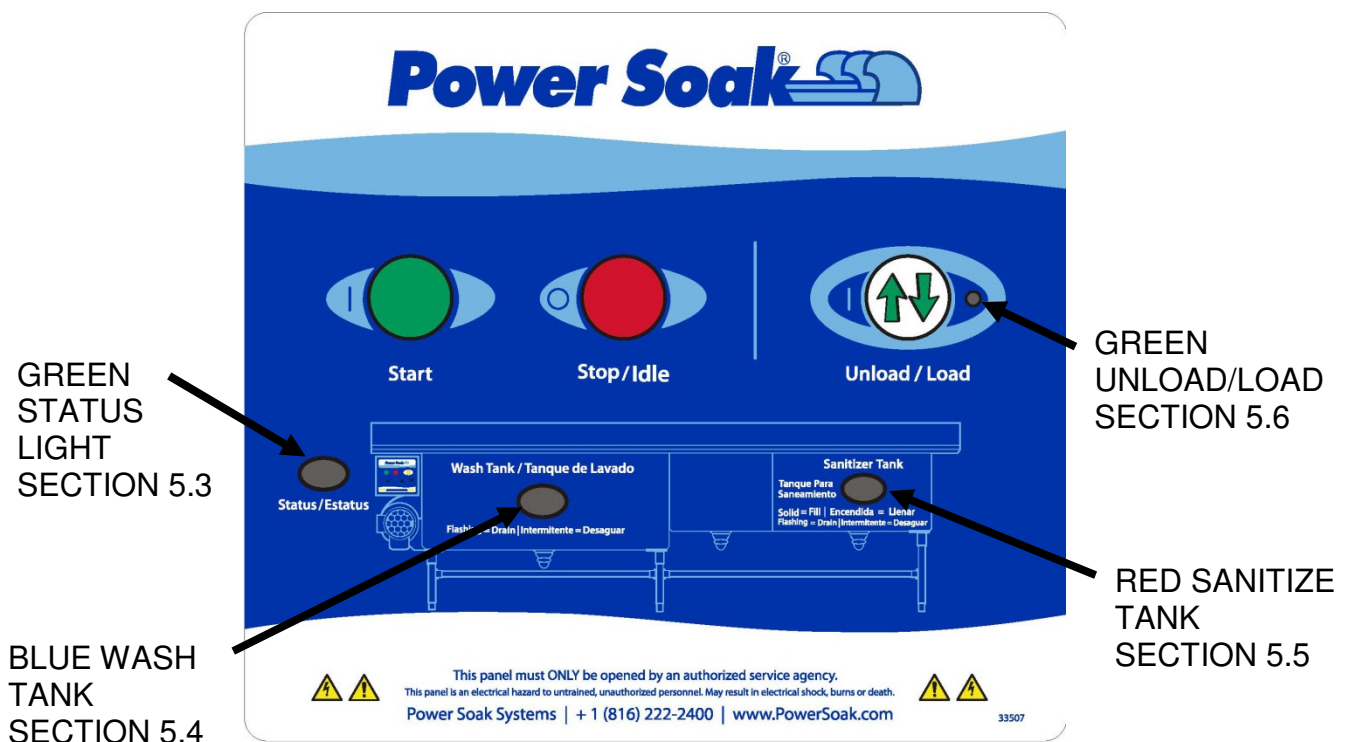 Power Soak®
Start
Stop/Idle
Unload / Load
GREEN
UNLOAD/LOAD
SECTION 5.6
GREEN
STATUS
LIGHT
SECTION 5.3
Status/Estatus
Power Soak
Wash Tank / Tanque de Lavado
Flashing = Drain|Intermitente = Desaguar
Sanitizer Tank
Tanque Para
Saneamiento
Solid = Fill | Encendida = Llenar
Flashing = Drain|Intermitente = Desaguar
RED SANITIZE
TANK
SECTION 5.5
BLUE WASH
TANK
SECTION 5.4
This panel must ONLY be opened by an authorized service agency.
This panel is an electrical hazard to untrained, unauthorized personnel. May result in electrical shock, burns or death.
Power Soak Systems | + 1 (816) 222-2400 | www.PowerSoak.com
33507